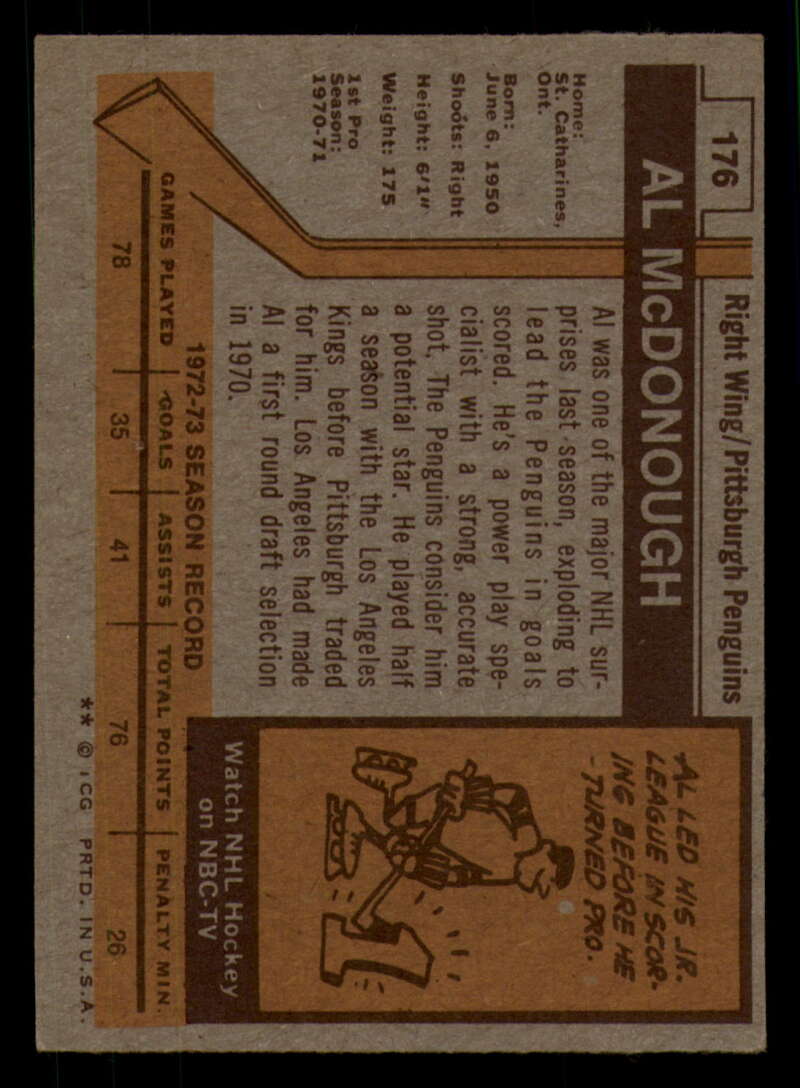 176
Right Wing/Pittsburgh Penguins
AL McDONOUGH
Home:
St. Catharines,
Ont.
Born:
June 6, 1950
Shoots: Right
Height: 6'1"
Weight: 175
1st Pro
Season:
1970-71
Al was one of the major NHL sur-
prises last season, exploding to
lead the Penguins in goals
scored. He's a power play spe-
cialist with a strong, accurate
shot. The Penguins consider him
a potential star. He played half
a season with the Los Angeles
Kings before Pittsburgh traded
for him. Los Angeles had made
Al a first round draft selection
in 1970.
AL LED HIS JR.
LEAGUE IN SCOR-
ING BEFORE HE
-TURNED PRO.
1
Watch NHL Hockey
on NBC-TV
1972-73 SEASON RECORD
GAMES PLAYED GOALS ASSISTS TOTAL POINTS PENALTY MIN.
78 35 41 76 26
** © TCG PRTD. IN U.S.A.